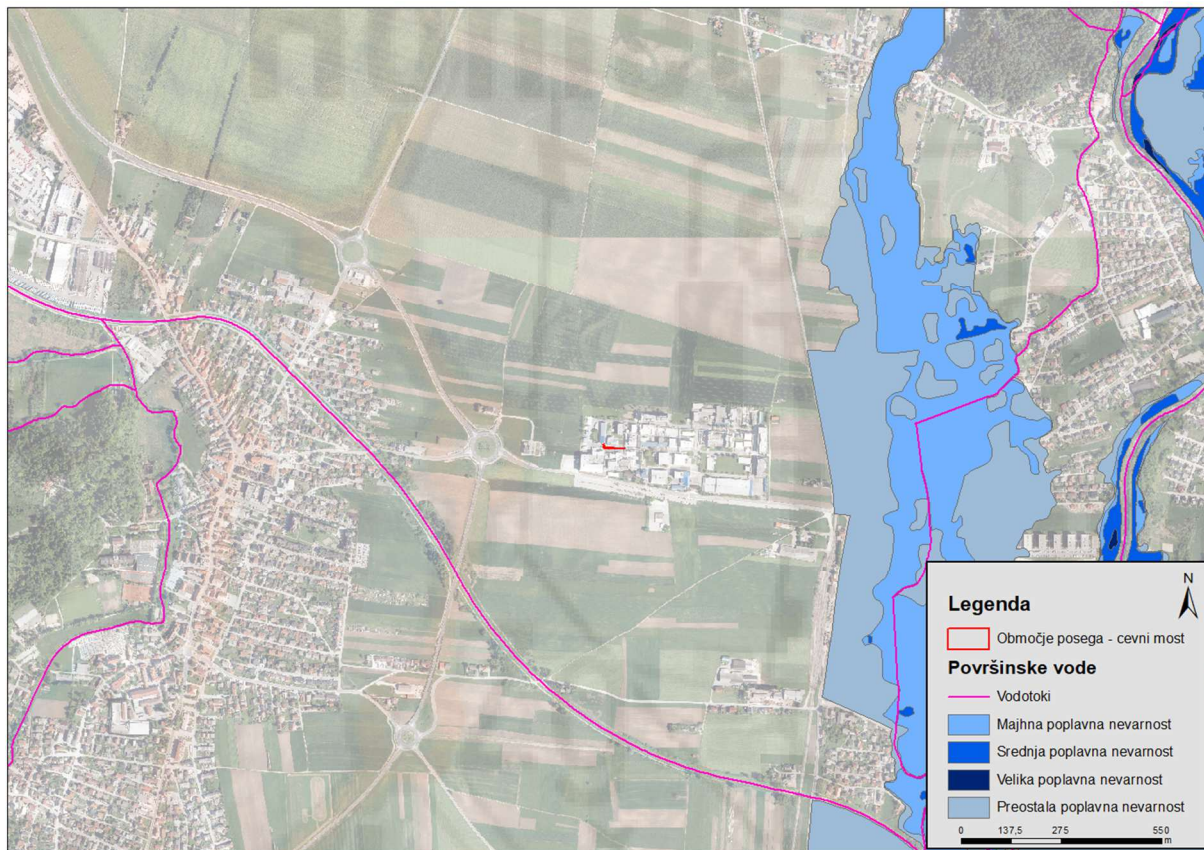 N
Legenda
Območje posega - cevni most
Površinske vode
Vodotoki
Majhna poplavna nevarnost
Srednja poplavna nevarnost
Velika poplavna nevarnost
Preostala poplavna nevarnost
0 137,5 275 550
m